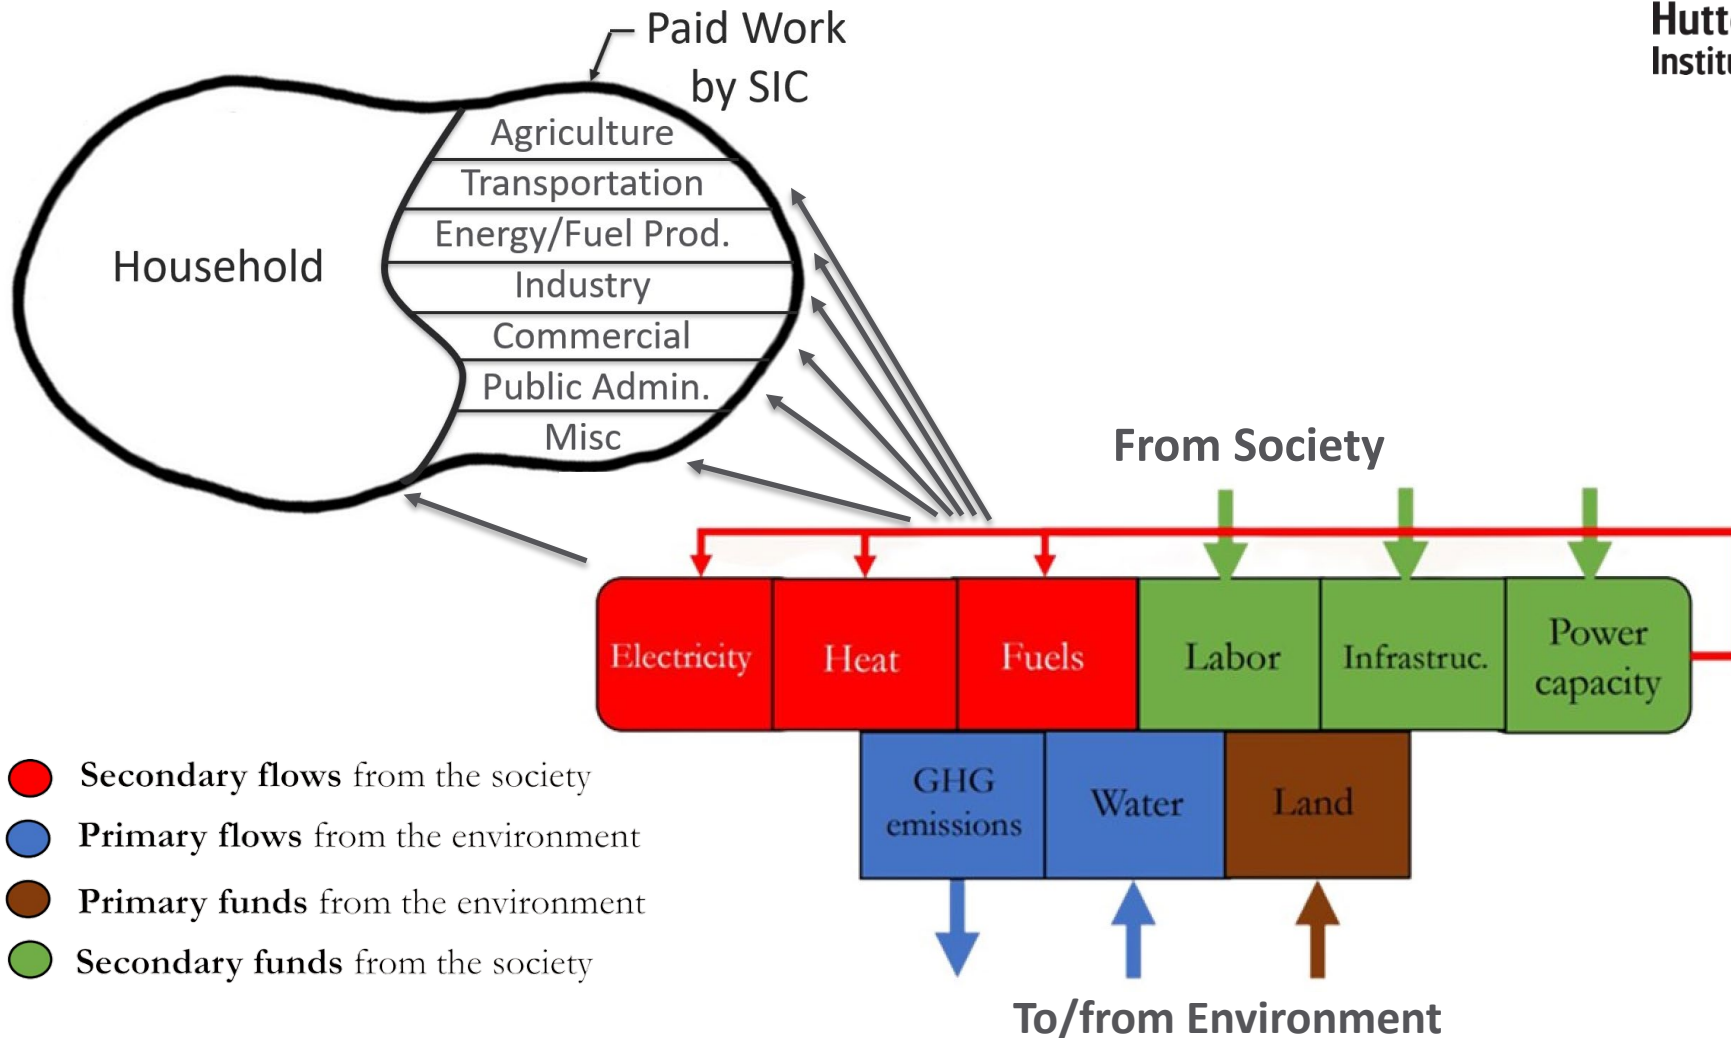 Paid Work
by SIC
Agriculture
Transportation
Energy/Fuel Prod.
Industry
Commercial
Public Admin.
Misc
Household
From Society
Electricity
Heat
Fuels
Labor
Infrastruc.
Power
capacity
GHG
emissions
Water
Land
Secondary flows from the society
Primary flows from the environment
Primary funds from the environment
Secondary funds from the society
To/from Environment